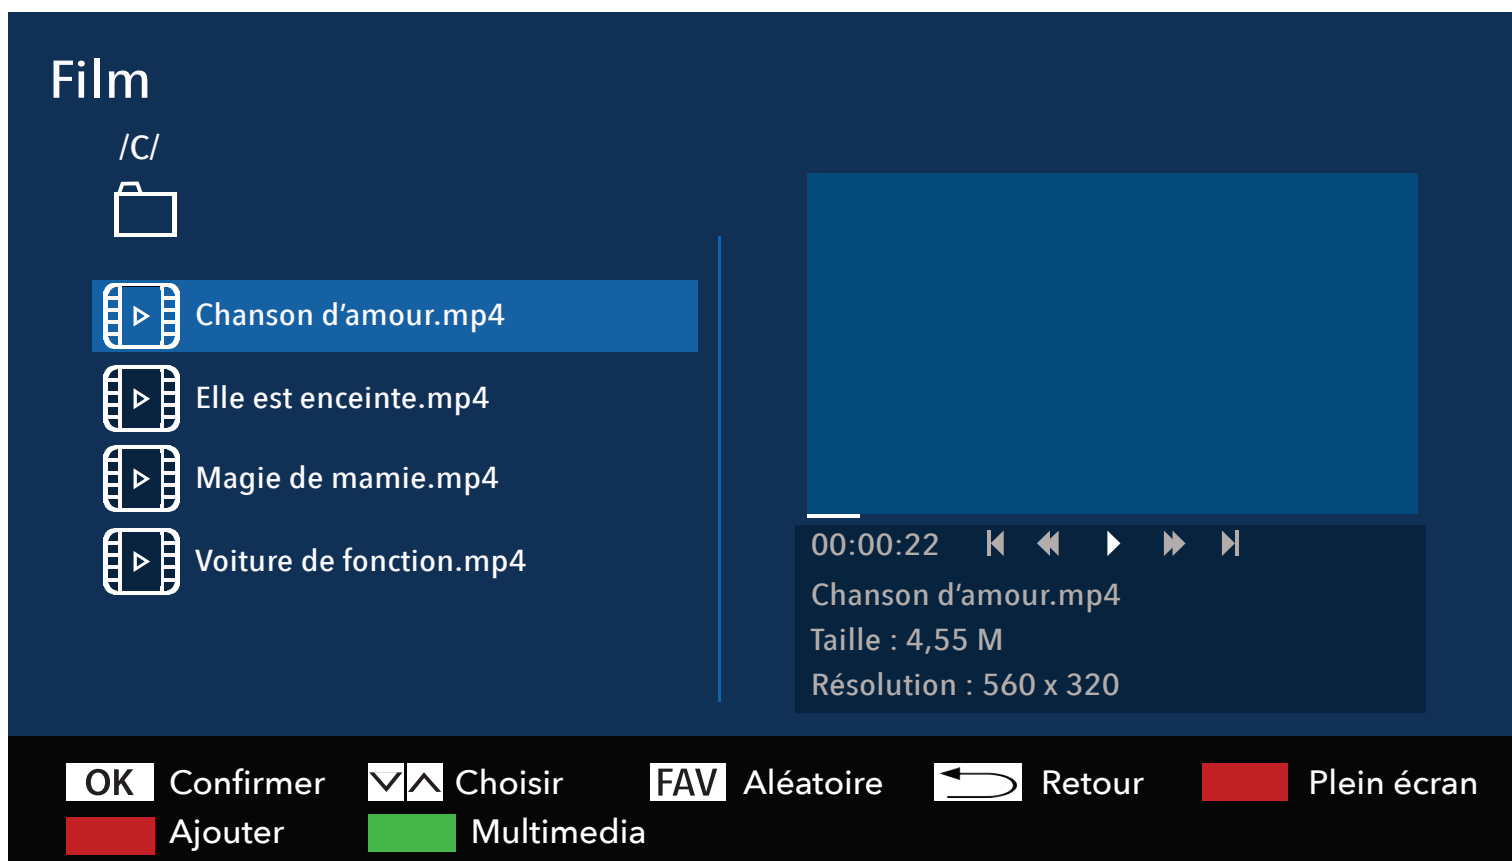 Film
/C/
Chanson d’amour.mp4
Elle est enceinte.mp4
Magie de mamie.mp4
Voiture de fonction.mp4
00:00:22
Chanson d’amour.mp4
Taille : 4,55 M
Résolution : 560 x 320
OK Confirmer Choisir FAV Aléatoire Retour Plein écran
Ajouter Multimedia